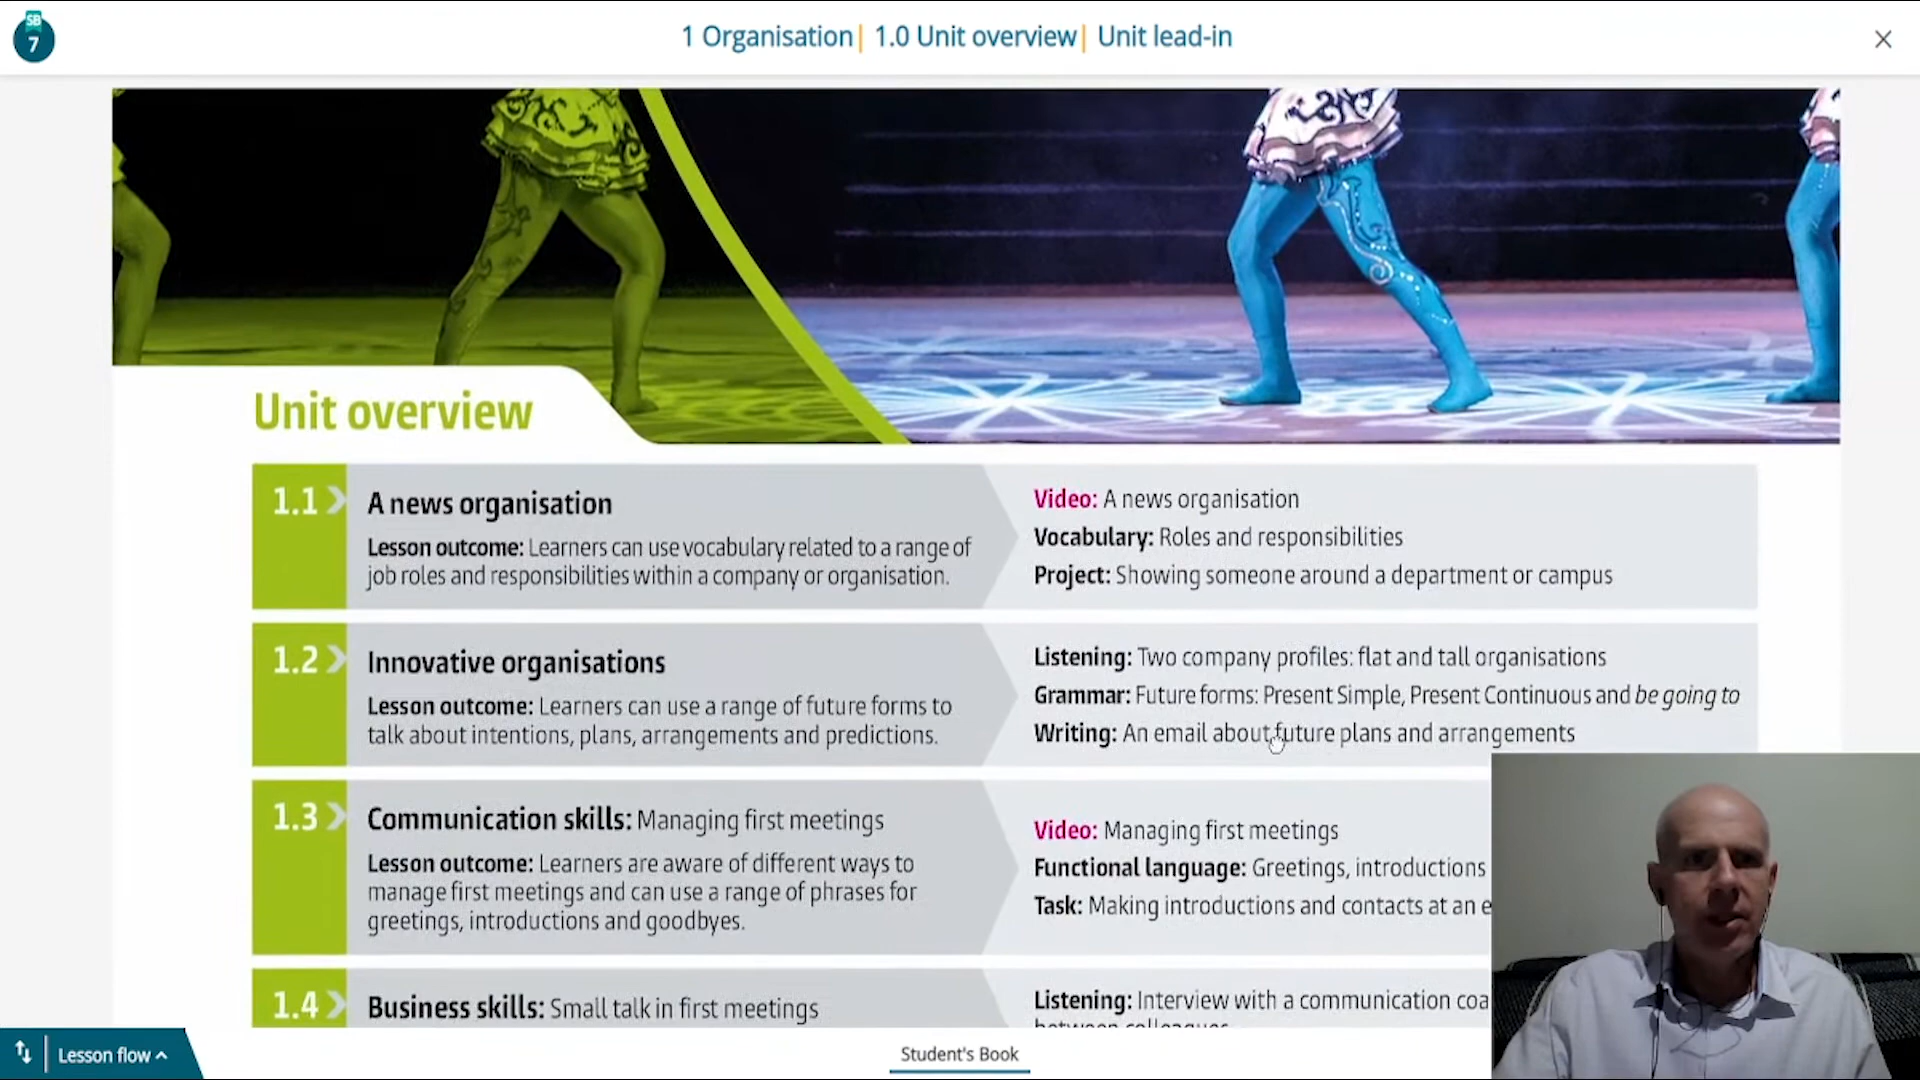 SB
7
1 Organisation| 1.0 Unit overview| Unit lead-in
Unit overview
1.1
A news organisation
Lesson outcome: Learners can use vocabulary related to a range of
job roles and responsibilities within a company or organisation.
Video: A news organisation
Vocabulary: Roles and responsibilities
Project: Showing someone around a department or campus
1.2
Innovative organisations
Lesson outcome: Learners can use a range of future forms to
talk about intentions, plans, arrangements and predictions.
Listening: Two company profiles: flat and tall organisations
Grammar: Future forms: Present Simple, Present Continuous and be going to
Writing: An email about future plans and arrangements
1.3
Communication skills: Managing first meetings
Lesson outcome: Learners are aware of different ways to
manage first meetings and can use a range of phrases for
greetings, introductions and goodbyes.
Video: Managing first meetings
Functional language: Greetings, introductions
Task: Making introductions and contacts at an e
1.4
Business skills: Small talk in first meetings
Listening: Interview with a communication coa
between colleagues
Lesson flow
Student's Book